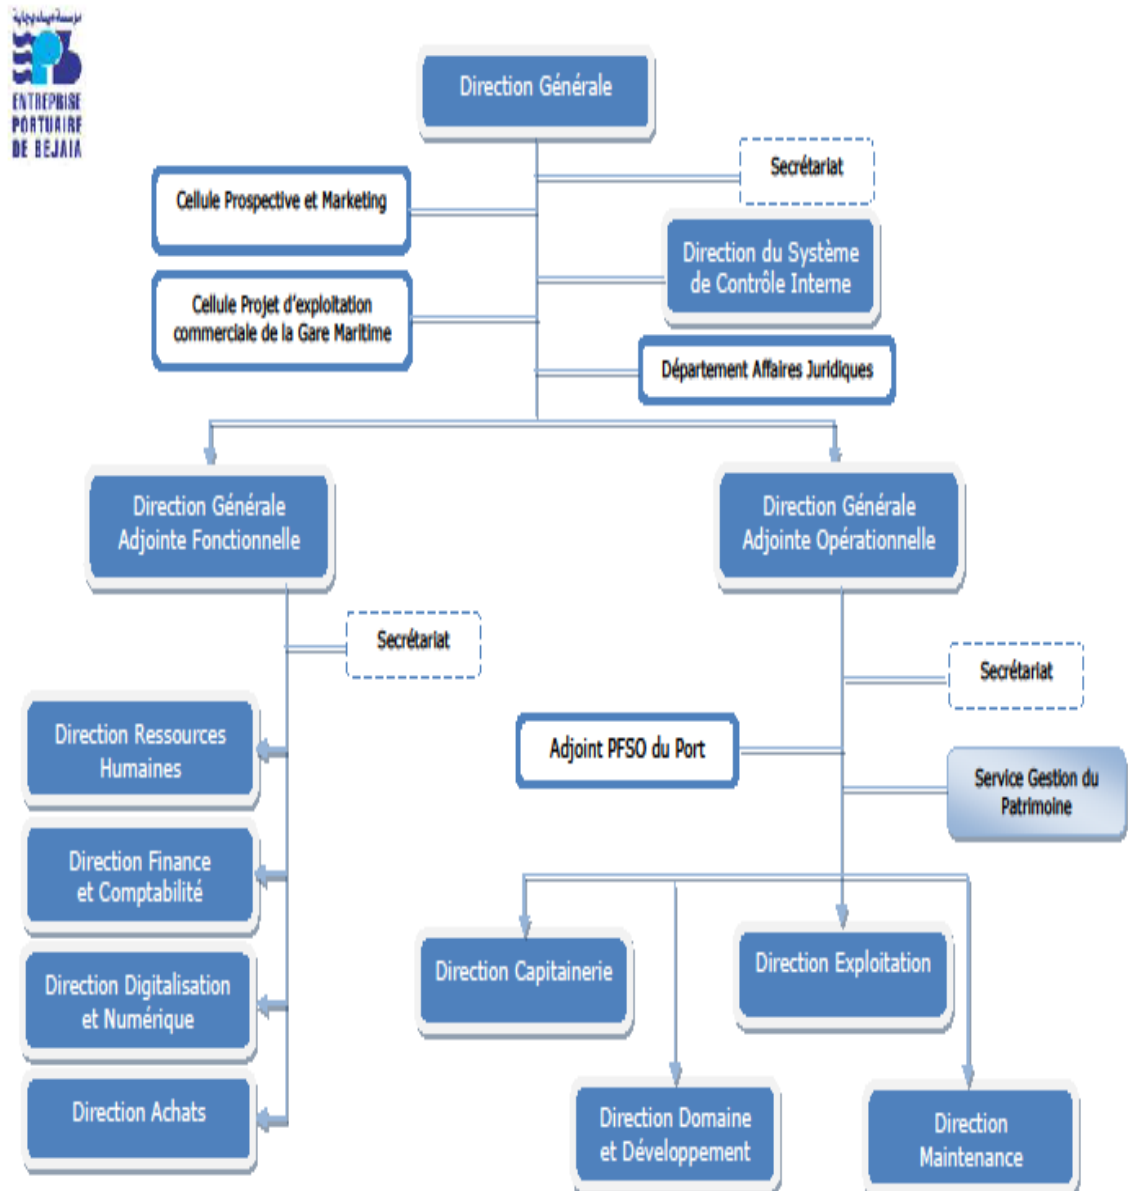 ENTREPRISE
PORTUAIRE
DE BEJAIA
Direction Générale
Secrétariat
Cellule Prospective et Marketing
Direction du Système
de Contrôle Interne
Cellule Projet d'exploitation
commerciale de la Gare Maritime
Département Affaires Juridiques
Direction Générale
Adjointe Fonctionnelle
Direction Générale
Adjointe Opérationnelle
Secrétariat
Secrétariat
Direction Ressources
Humaines
Adjoint PFSO du Port
Service Gestion du
Patrimoine
Direction Finance
et Comptabilité
Direction Capitainerie
Direction Exploitation
Direction Digitalisation
et Numérique
Direction Achats
Direction Domaine
et Développement
Direction
Maintenance